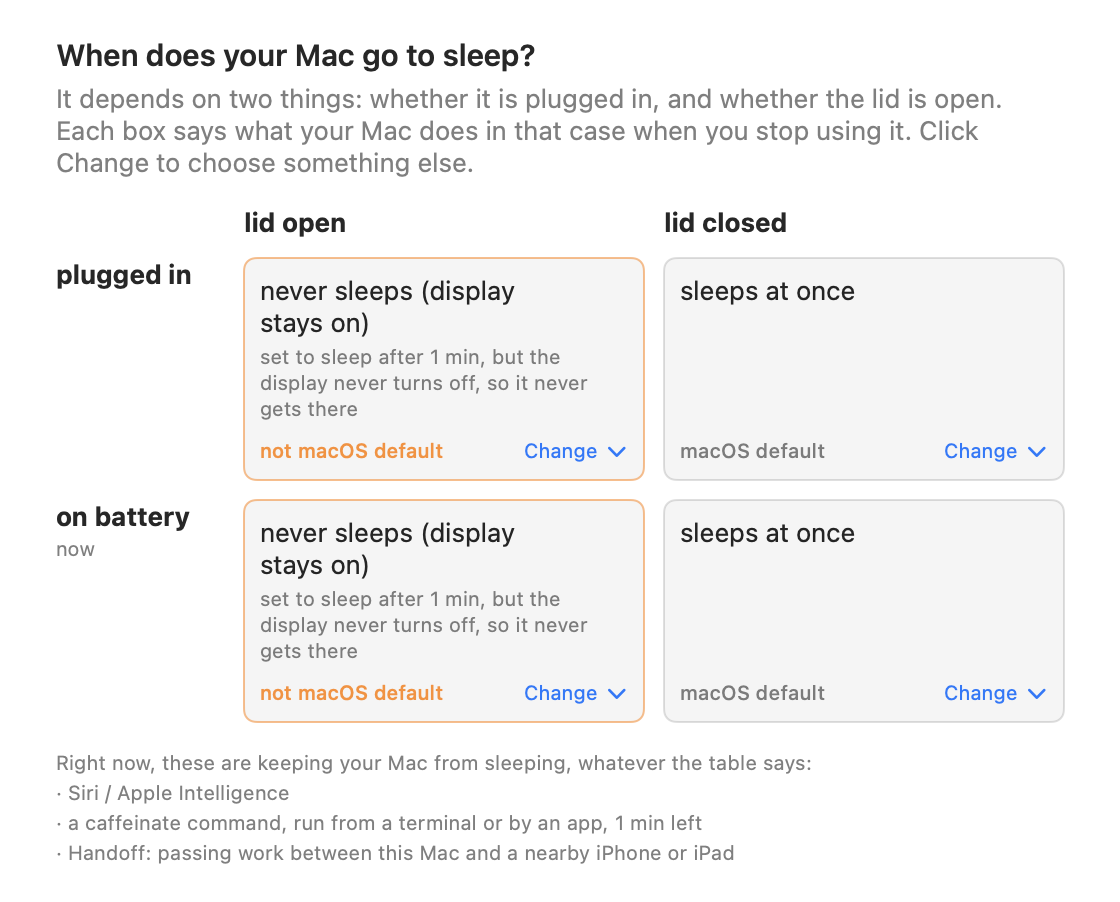 When does your Mac go to sleep?
It depends on two things: whether it is plugged in, and whether the lid is open.
Each box says what your Mac does in that case when you stop using it. Click
Change to choose something else.
lid open
lid closed
plugged in
never sleeps (display
stays on)
set to sleep after 1 min, but the
display never turns off, so it never
gets there
not macOS default
Change
sleeps at once
macOS default
Change
on battery
now
never sleeps (display
stays on)
set to sleep after 1 min, but the
display never turns off, so it never
gets there
not macOS default
Change
sleeps at once
macOS default
Change
Right now, these are keeping your Mac from sleeping, whatever the table says:
· Siri / Apple Intelligence
· a caffeinate command, run from a terminal or by an app, 1 min left
· Handoff: passing work between this Mac and a nearby iPhone or iPad